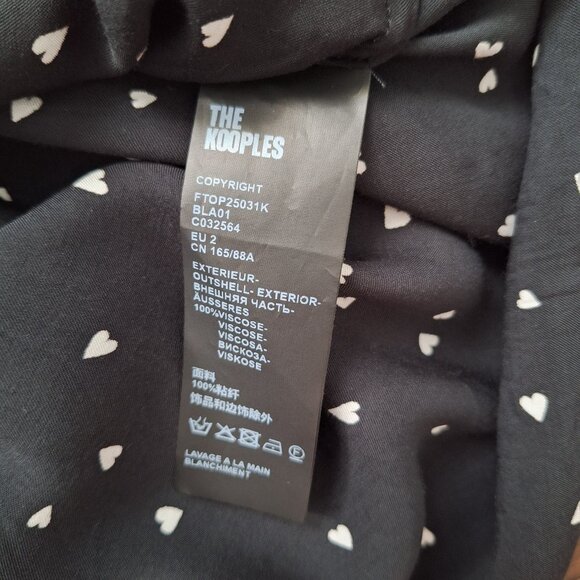 THE
KOOPLES
COPYRIGHT
FTOP25031K
BLA01
C032564
EU 2
CN 165/88A
EXTERIEUR-
OUTSHELL- EXTERIOR-
ВНЕШНЯЯ ЧАСТЬ-
ÄUSSERES
100%VISCOSE-
VISCOSE-
VISCOSA-
ВИСКОЗА-
VISKOSE
面料
100%粘纤
饰品和边饰除外
F
LAVAGE A LA MAIN
BLANCHIMENT